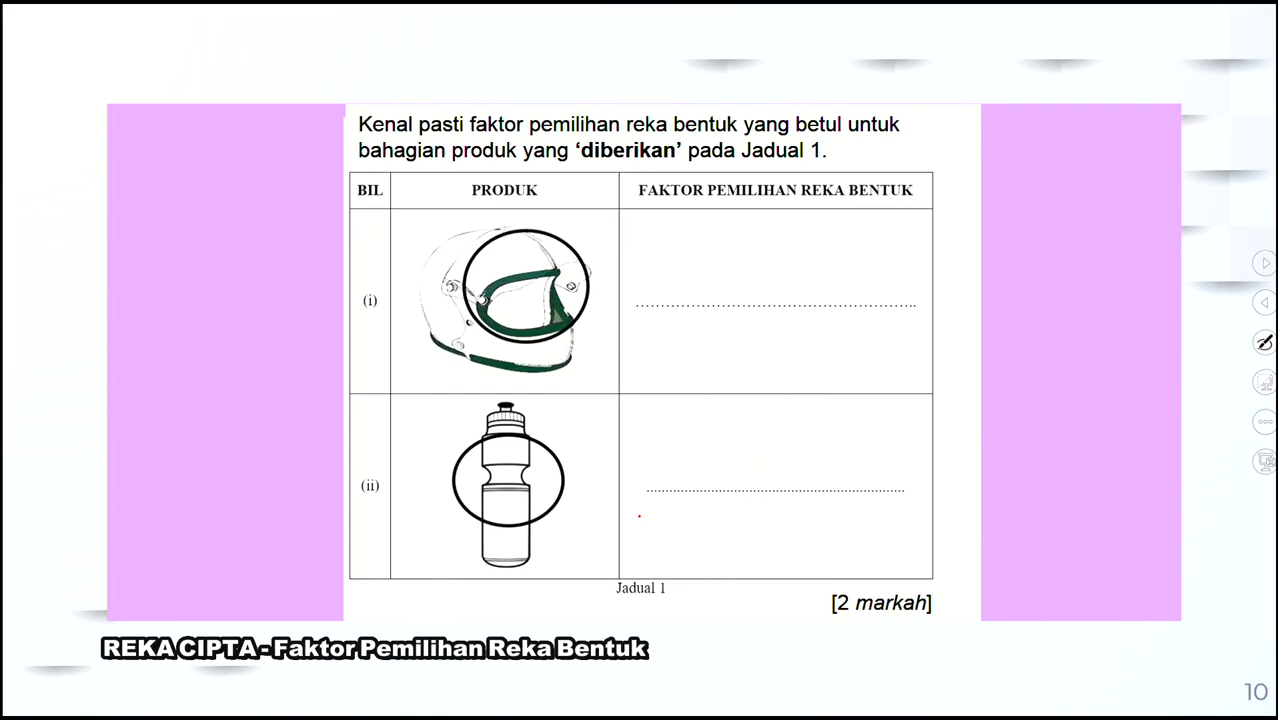 Kenal pasti faktor pemilihan reka bentuk yang betul untuk
bahagian produk yang ‘diberikan’ pada Jadual 1.
BIL PRODUK FAKTOR PEMILIHAN REKA BENTUK
(i) ................................................
(ii) ................................................
Jadual 1
[2 markah]
REKA CIPTA - Faktor Pemilihan Reka Bentuk
10